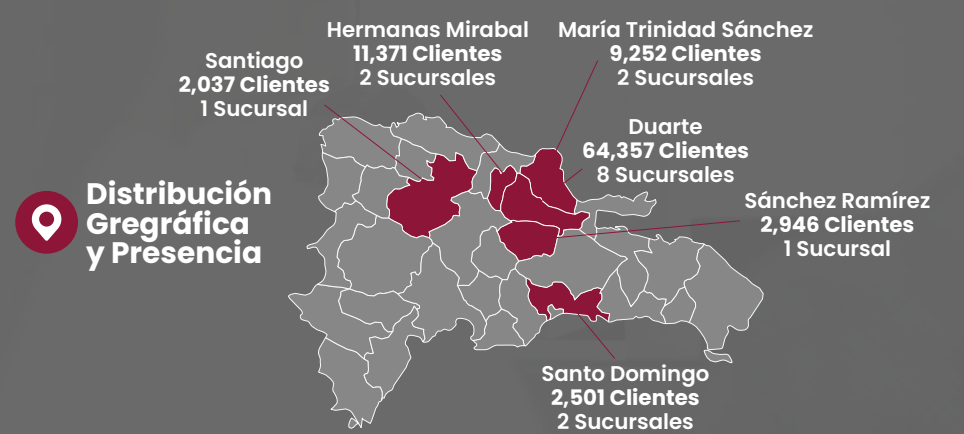 Distribución
Gregráfica
y Presencia
Santiago
2,037 Clientes
1 Sucursal
Hermanas Mirabal
11,371 Clientes
2 Sucursales
María Trinidad Sánchez
9,252 Clientes
2 Sucursales
Duarte
64,357 Clientes
8 Sucursales
Sánchez Ramírez
2,946 Clientes
1 Sucursal
Santo Domingo
2,501 Clientes
2 Sucursales